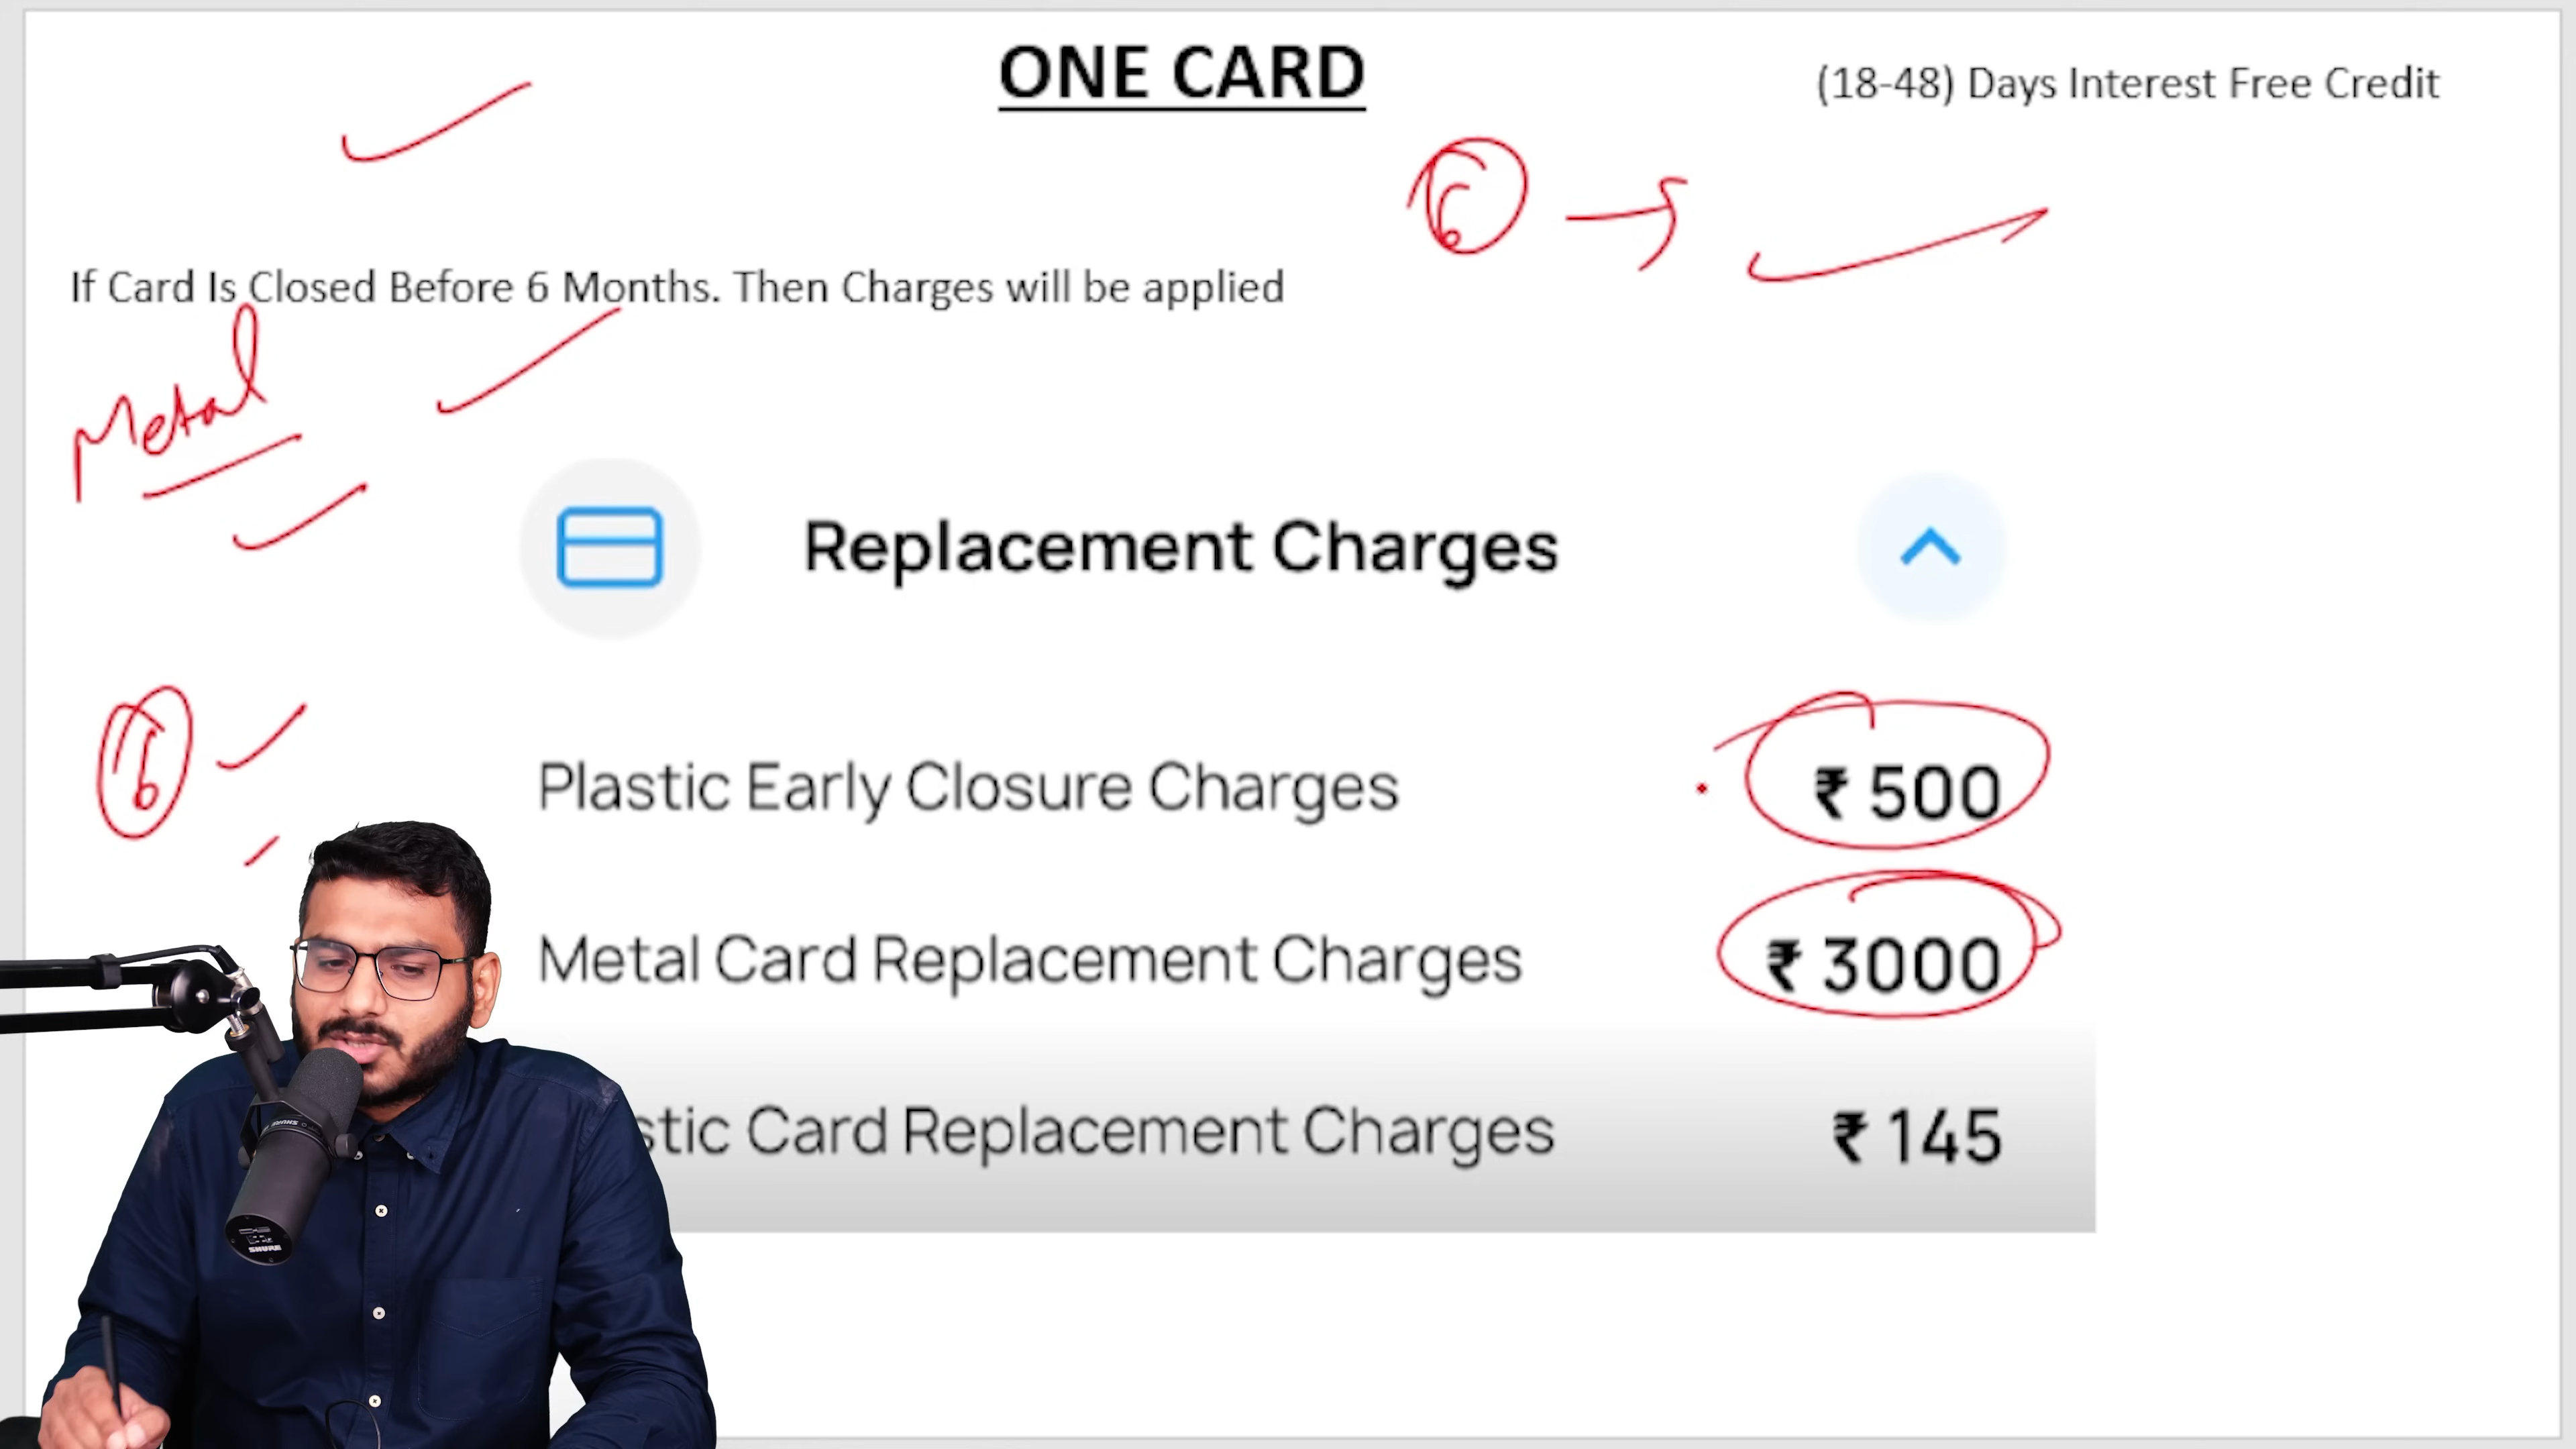 ONE CARD
(18-48) Days Interest Free Credit
6
If Card Is Closed Before 6 Months. Then Charges will be applied
Metal
Replacement Charges
6
Plastic Early Closure Charges ₹ 500
Metal Card Replacement Charges ₹ 3000
stic Card Replacement Charges ₹ 145
SHURE